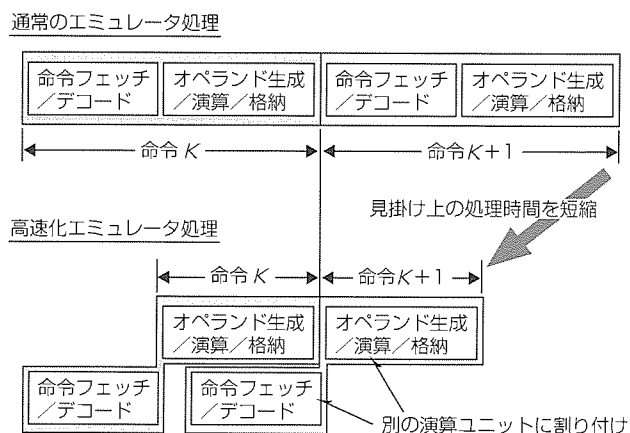 通常のエミュレータ処理
命令フェッチ
/デコード
オペランド生成
/演算/格納
命令フェッチ
/デコード
オペランド生成
/演算/格納
命令 K
命令K+1
見掛け上の処理時間を短縮
高速化エミュレータ処理
命令 K
命令K+1
オペランド生成
/演算/格納
オペランド生成
/演算/格納
命令フェッチ
/デコード
命令フェッチ
/デコード
別の演算ユニットに割り付け